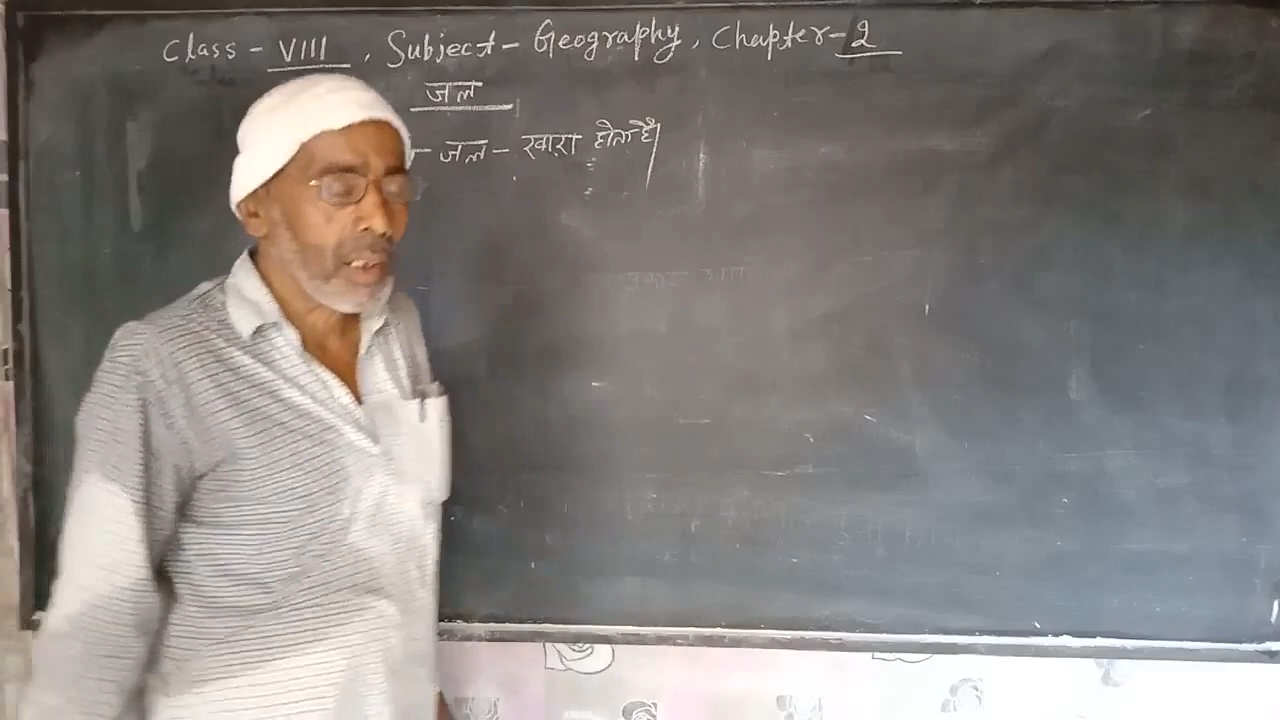 Class - VIII, Subject - Geography, Chapter - 2
जल
- जल - खारा होता है।